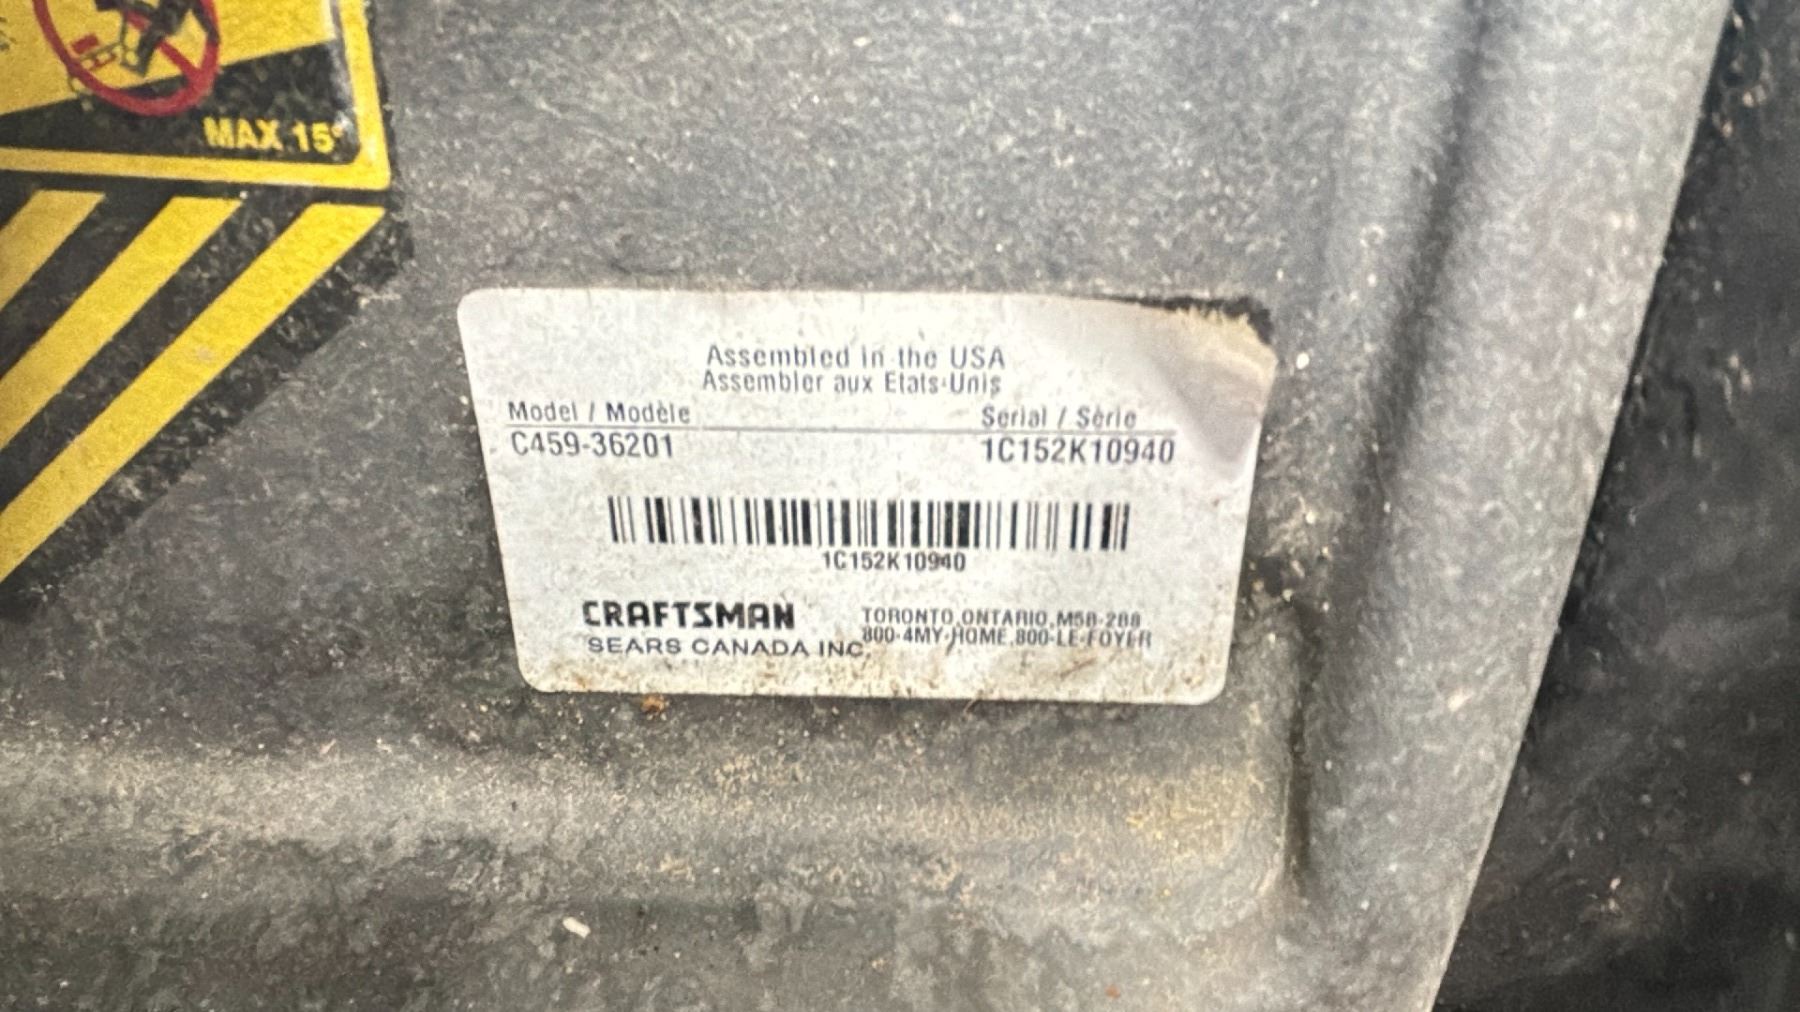 MAX 15°
Assembled in the USA
Assembler aux Etats-Unis
Model / Modèle Serial / Série
C459-36201 1C152K10940
1C152K10940
CRAFTSMAN TORONTO, ONTARIO, M5B-2B8
SEARS CANADA INC. 800-4MY-HOME, 800-LE-FOYER